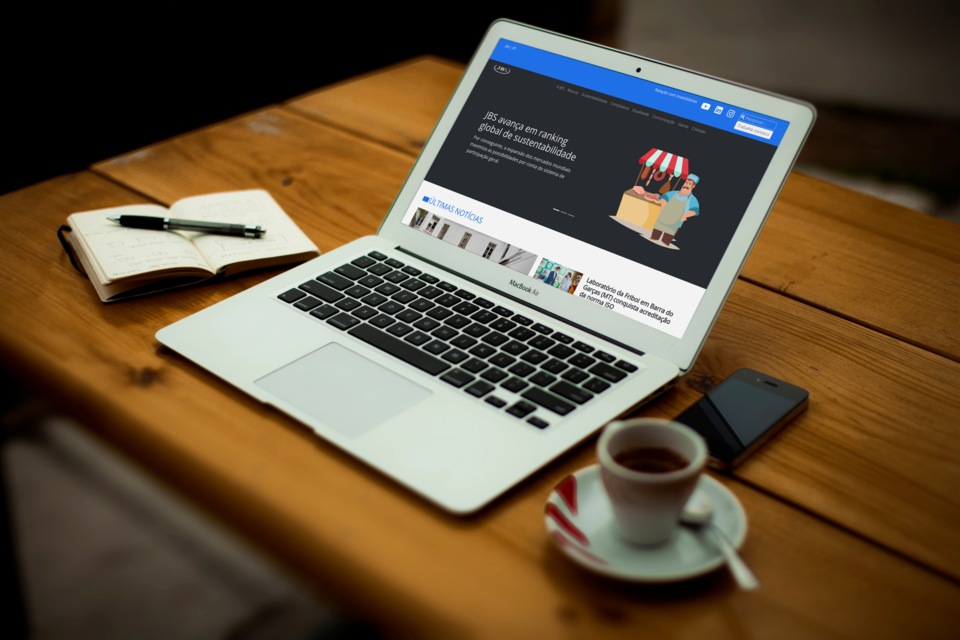 EN | PT
Relação com investidores
Pesquisar...
Trabalhe conosco
JBS
A JBS Marcas Sustentabilidade Compliance Qualidade Comunicação Contato
JBS avança em ranking
global de sustentabilidade
Por conseguinte, a expansão dos mercados mundiais
maximiza as possibilidades por conta do sistema de
participação geral.
ÚLTIMAS NOTÍCIAS
Laboratório da Friboi em Barra do
Garças (MT) conquista acreditação
da norma ISO
MacBook Air